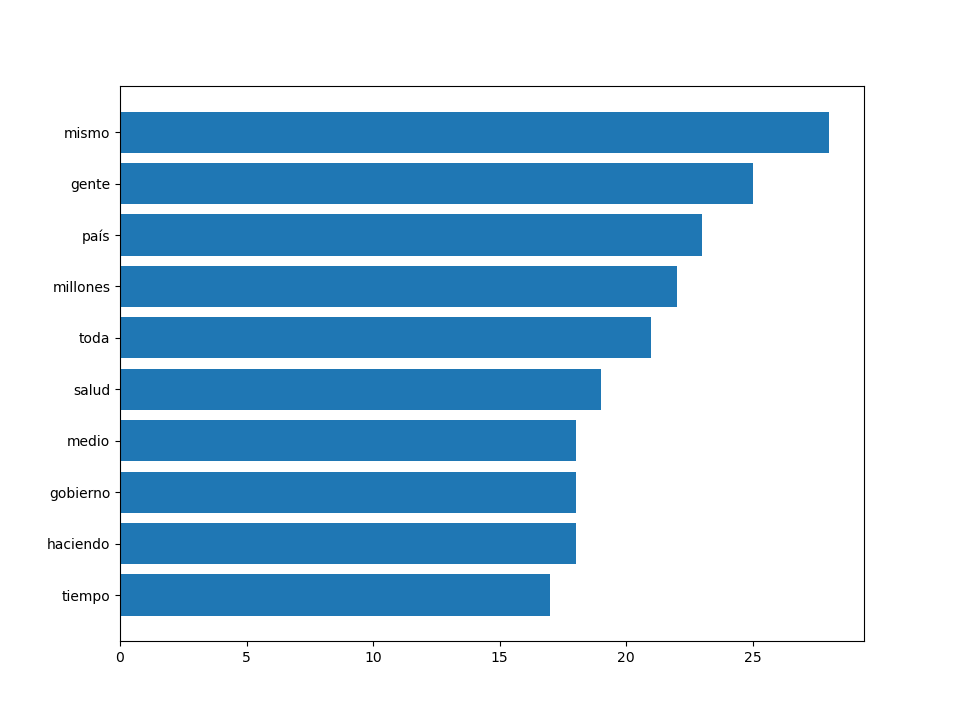 mismo
gente
país
millones
toda
salud
medio
gobierno
haciendo
tiempo
0 5 10 15 20 25